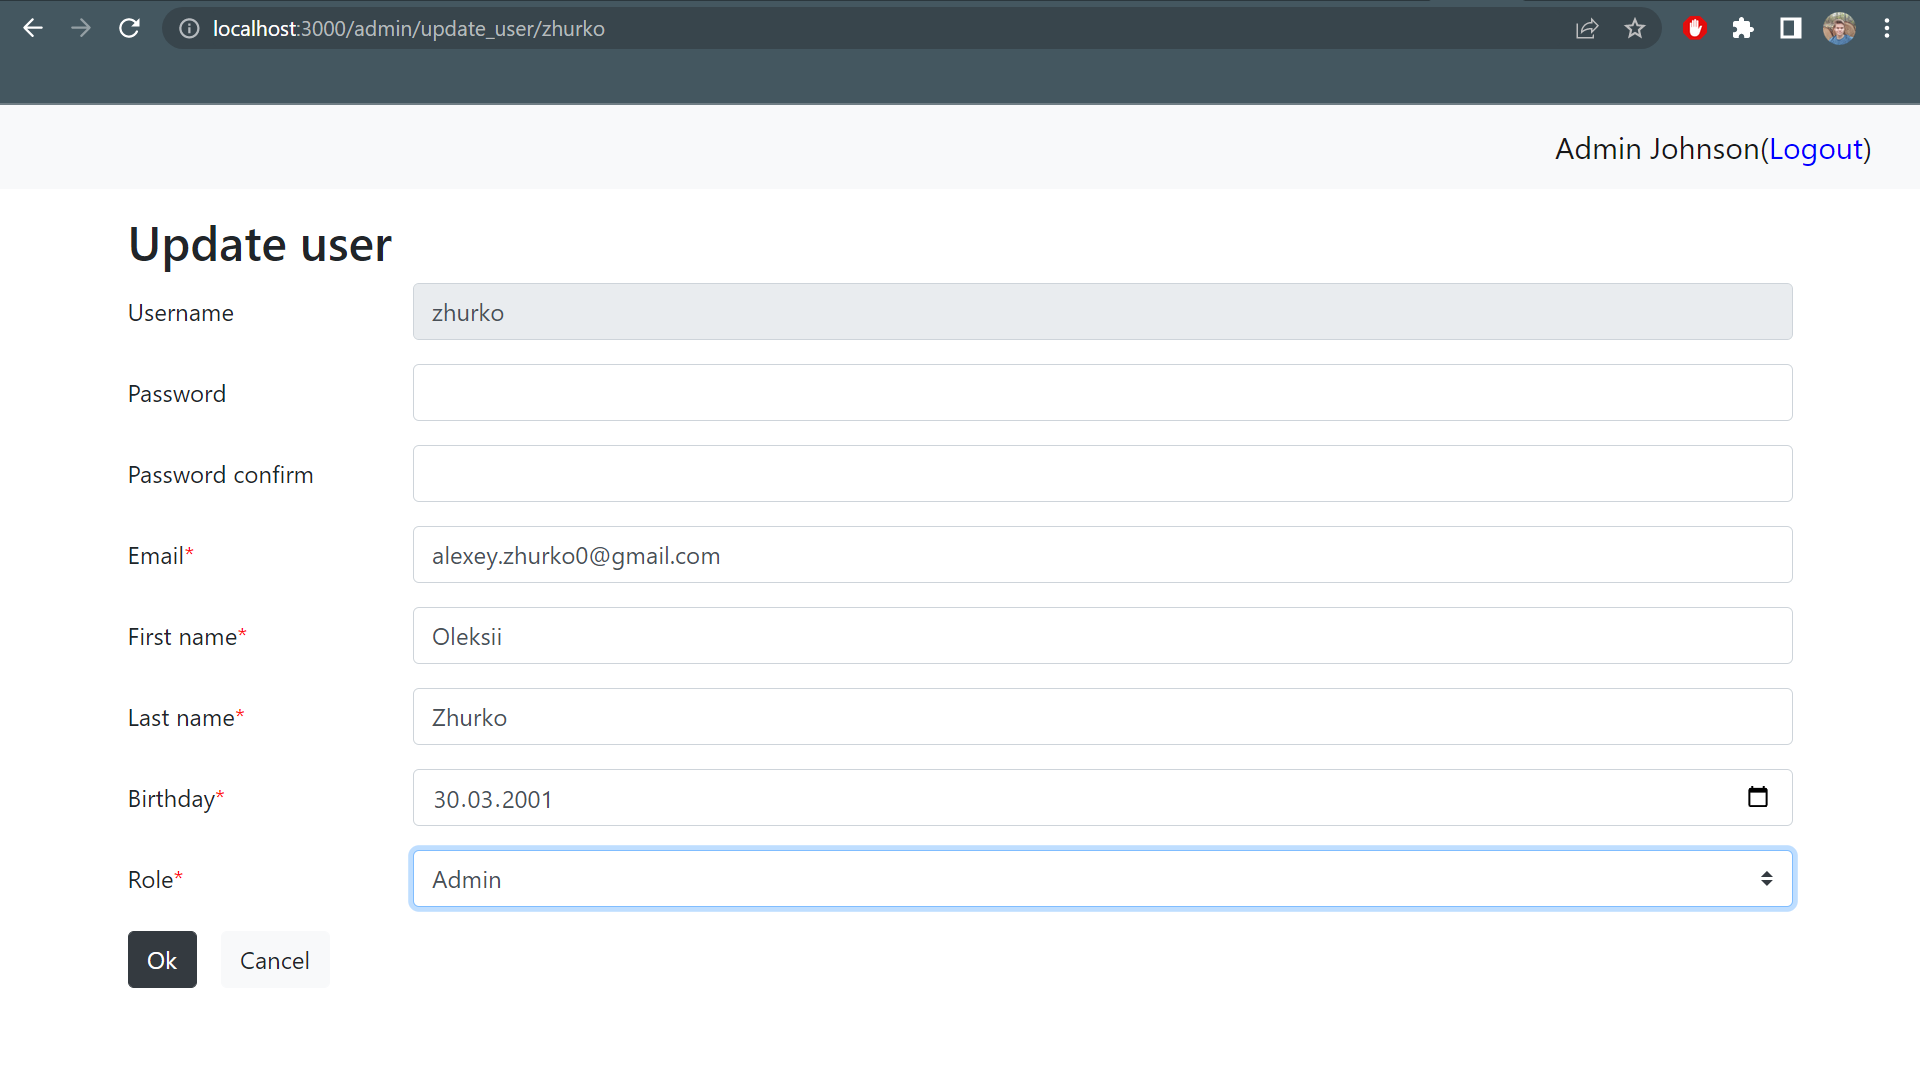 localhost:3000/admin/update_user/zhurko
Admin Johnson(Logout)
Update user
Username
zhurko
Password
Password confirm
Email*
alexey.zhurko0@gmail.com
First name*
Oleksii
Last name*
Zhurko
Birthday*
30.03.2001
Role*
Admin
Ok
Cancel